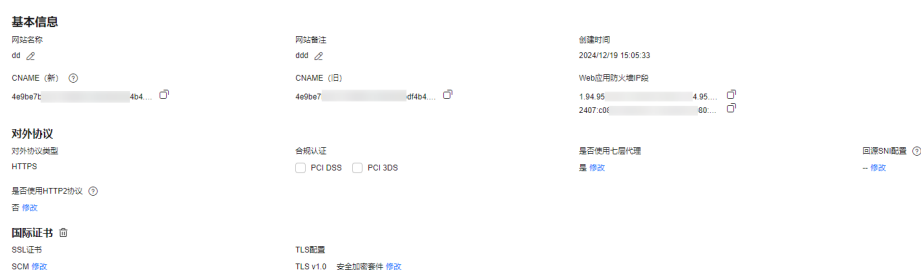 基本信息
网站名称 网站备注 创建时间
dd ddd 2024/12/19 15:05:33
CNAME（新） CNAME（旧） Web应用防火墙IP段
4e9be7b 4b4.... 4e9be7 df4b4.... 1.94.95 4.95....
2407:c08 80:...
对外协议
对外协议类型 合规认证 是否使用七层代理 回源SNI配置
HTTPS PCI DSS PCI 3DS 是 修改 -- 修改
是否使用HTTP2协议
否 修改
国际证书
SSL证书 TLS配置
SCM 修改 TLS v1.0 安全加密套件 修改